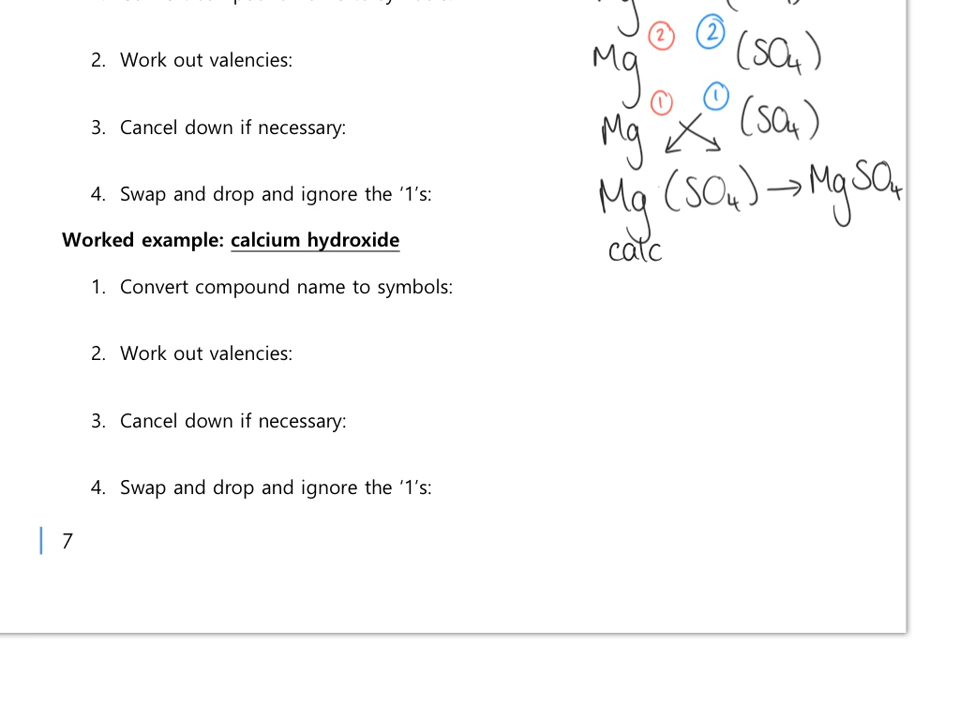 2. Work out valencies:
Mg ② ② (SO₄)
3. Cancel down if necessary:
Mg ① ① (SO₄)
4. Swap and drop and ignore the ‘1’s:
Mg (SO₄) → MgSO₄
Worked example: calcium hydroxide
calc
1. Convert compound name to symbols:
2. Work out valencies:
3. Cancel down if necessary:
4. Swap and drop and ignore the ‘1’s:
7